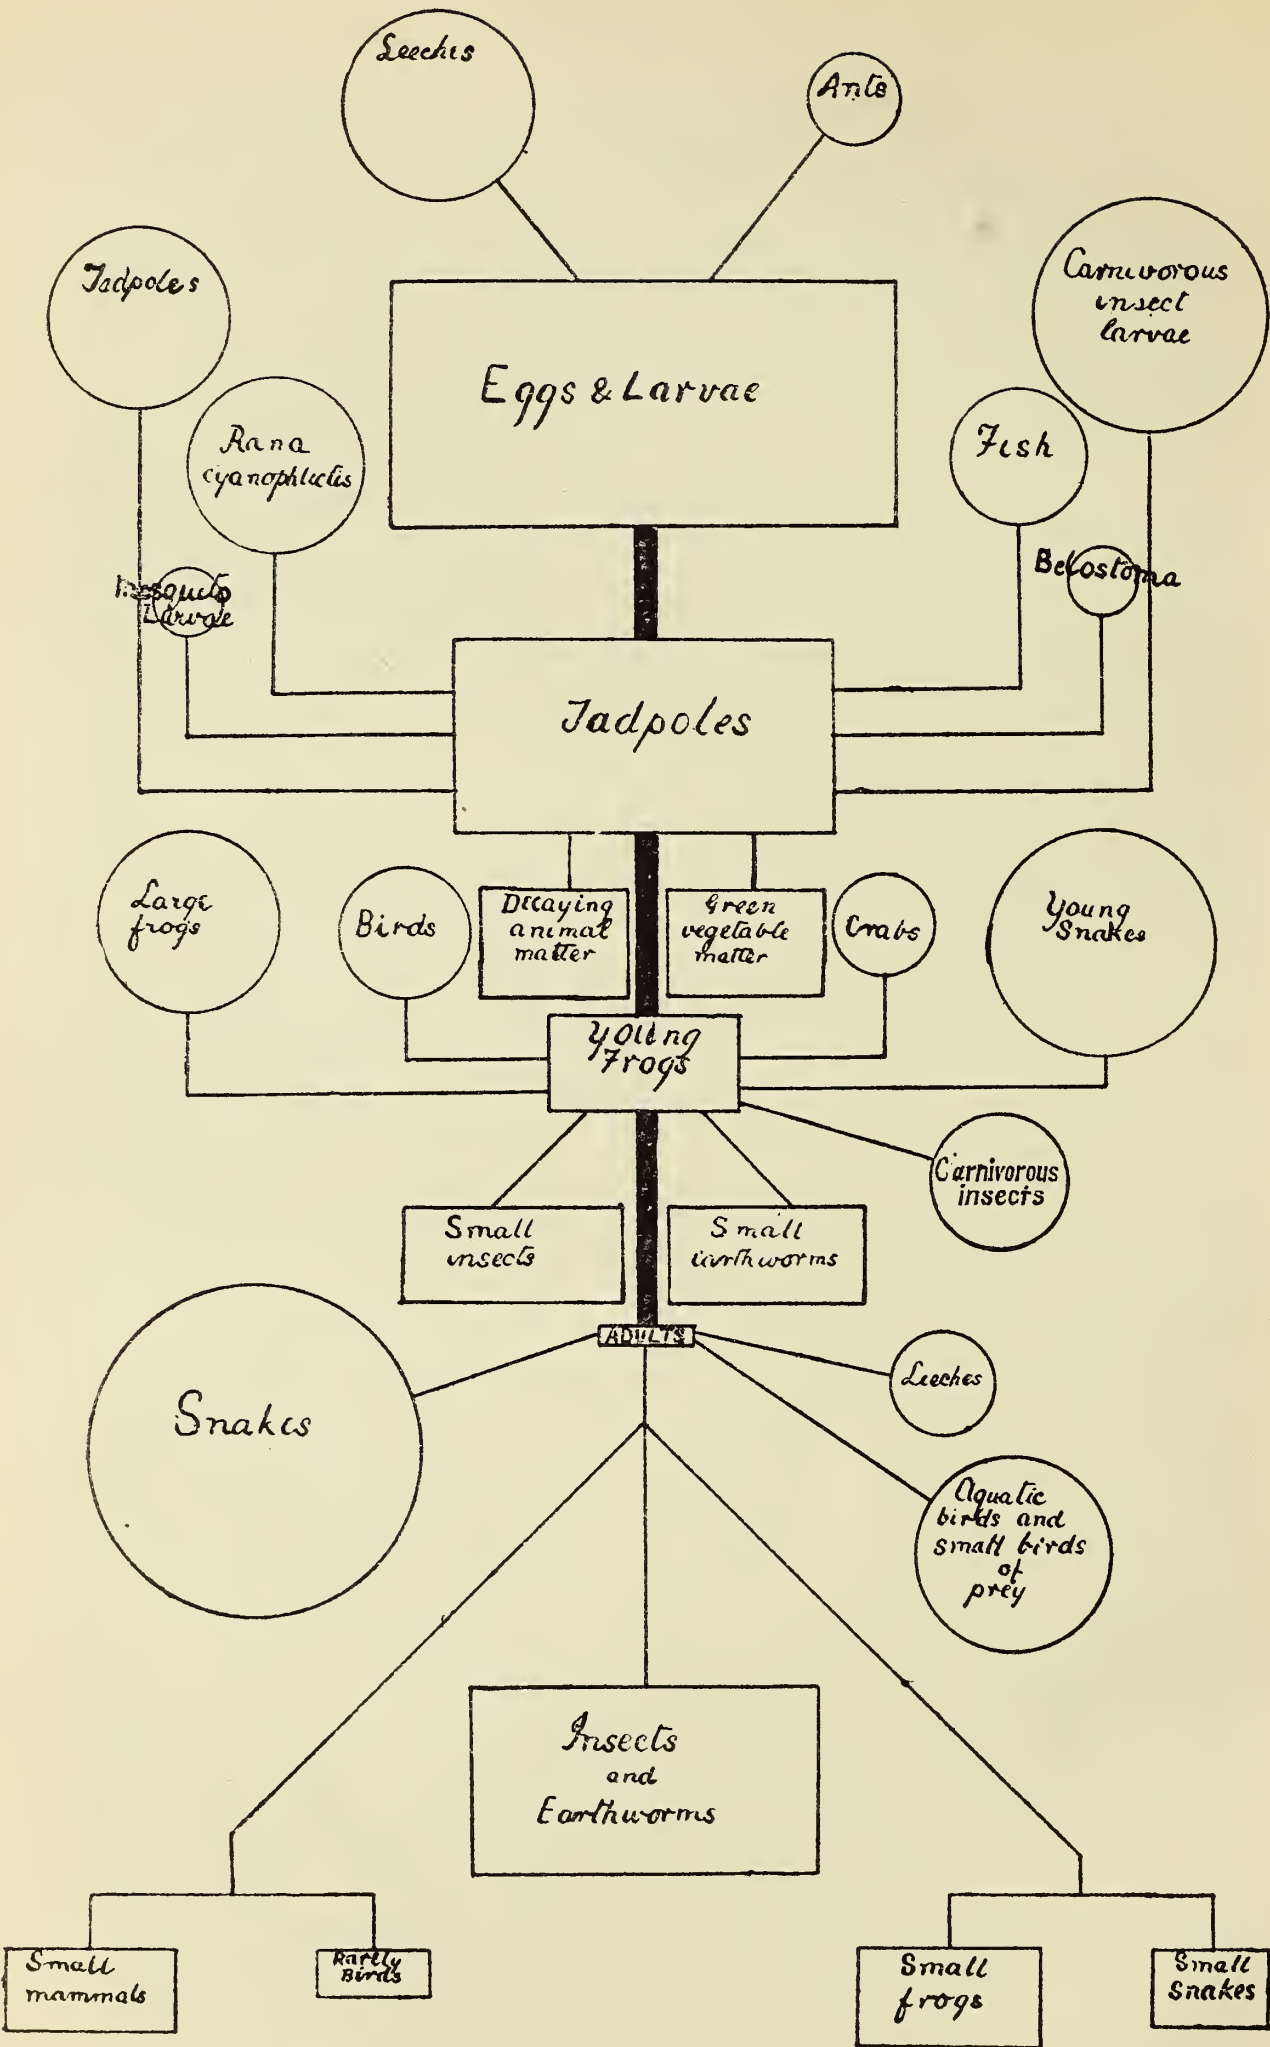 Leeches
Ants
Tadpoles
Carnivorous
insect
larvae
Eggs & Larvae
Rana
cyanophlictis
Fish
Mesquito
Larvae
Belostoma
Tadpoles
Large
frogs
Birds
Decaying
animal
matter
Green
vegetable
matter
Crabs
Young
Snakes
Young
Frogs
Carnivorous
insects
Small
insects
Small
earthworms
ADULTS
Snakes
Leeches
Aquatic
birds and
small birds
of
prey
Insects
and
Earthworms
Small
mammals
Rarely
Birds
Small
frogs
Small
Snakes